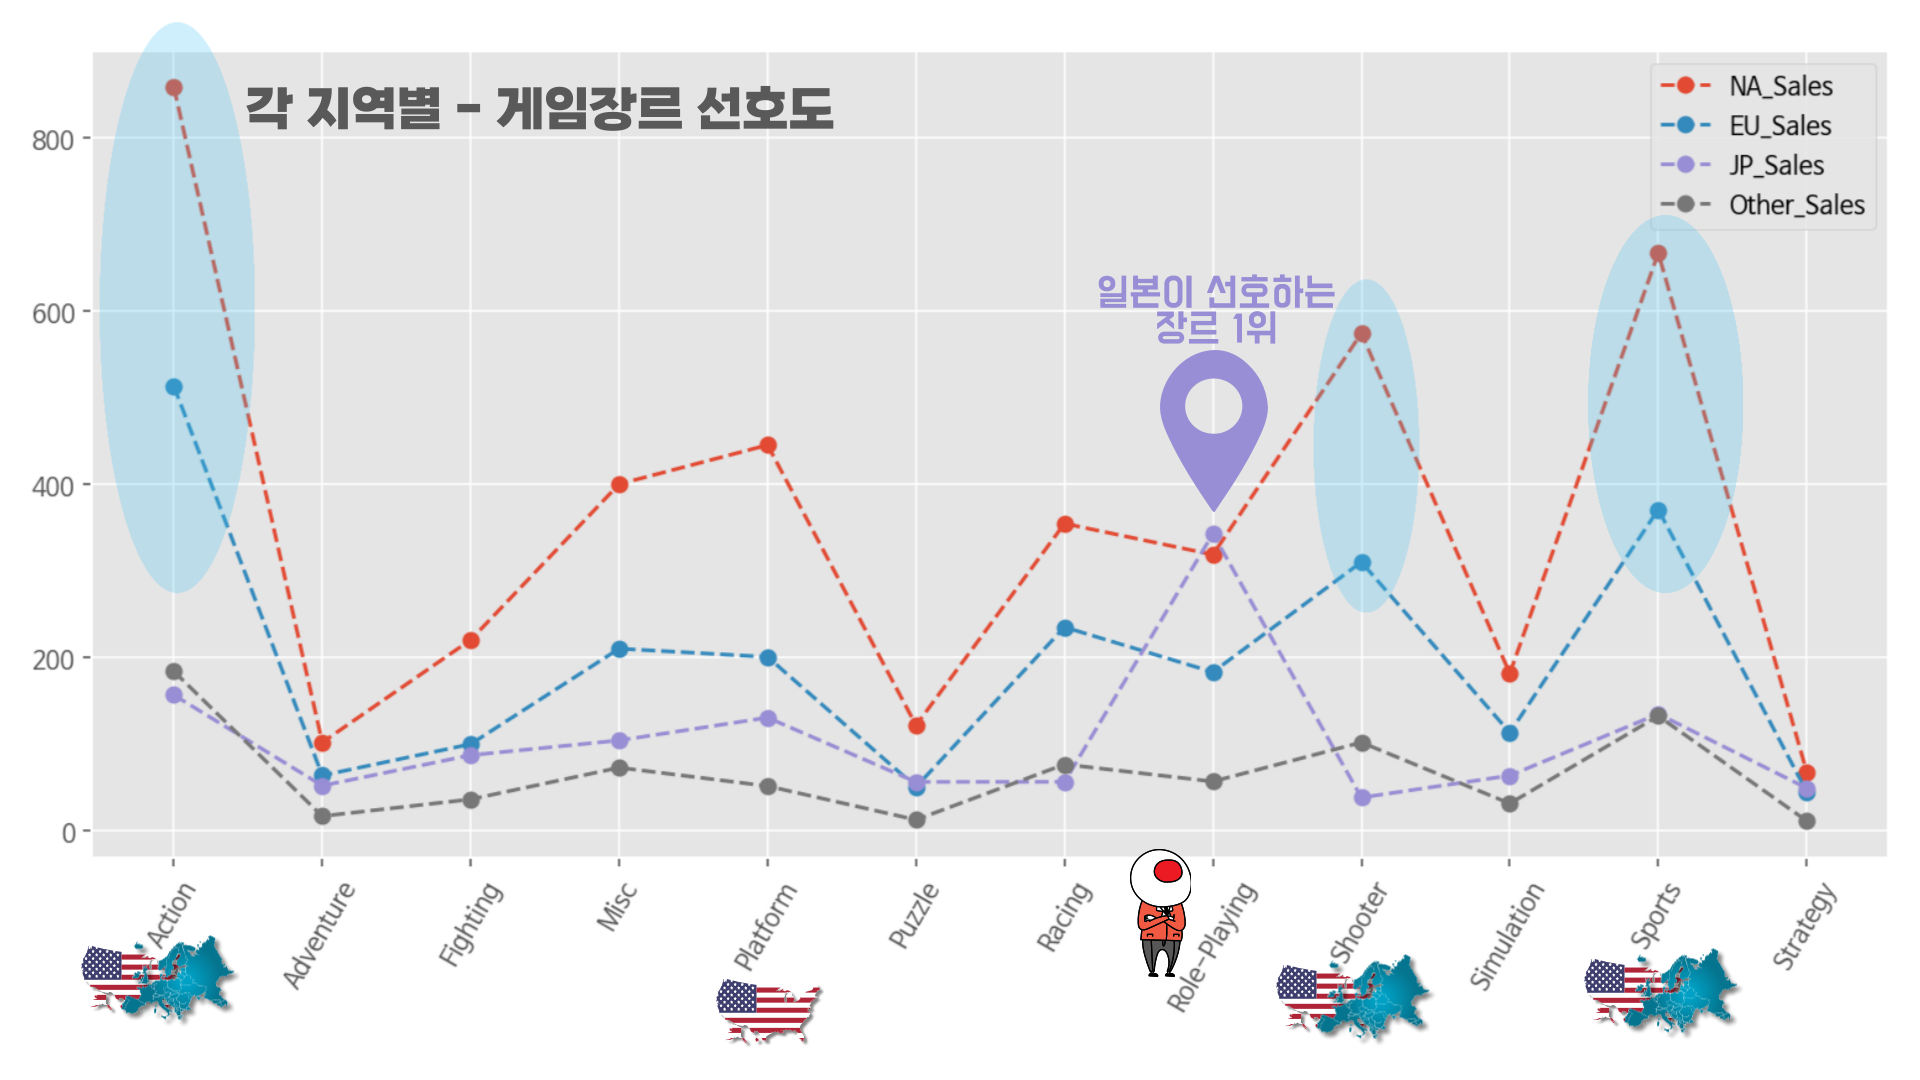 각 지역별 - 게임장르 선호도
NA_Sales
EU_Sales
JP_Sales
Other_Sales
일본이 선호하는
장르 1위
800
600
400
200
0
Action
Adventure
Fighting
Misc
Platform
Puzzle
Racing
Role-Playing
Shooter
Simulation
Sports
Strategy